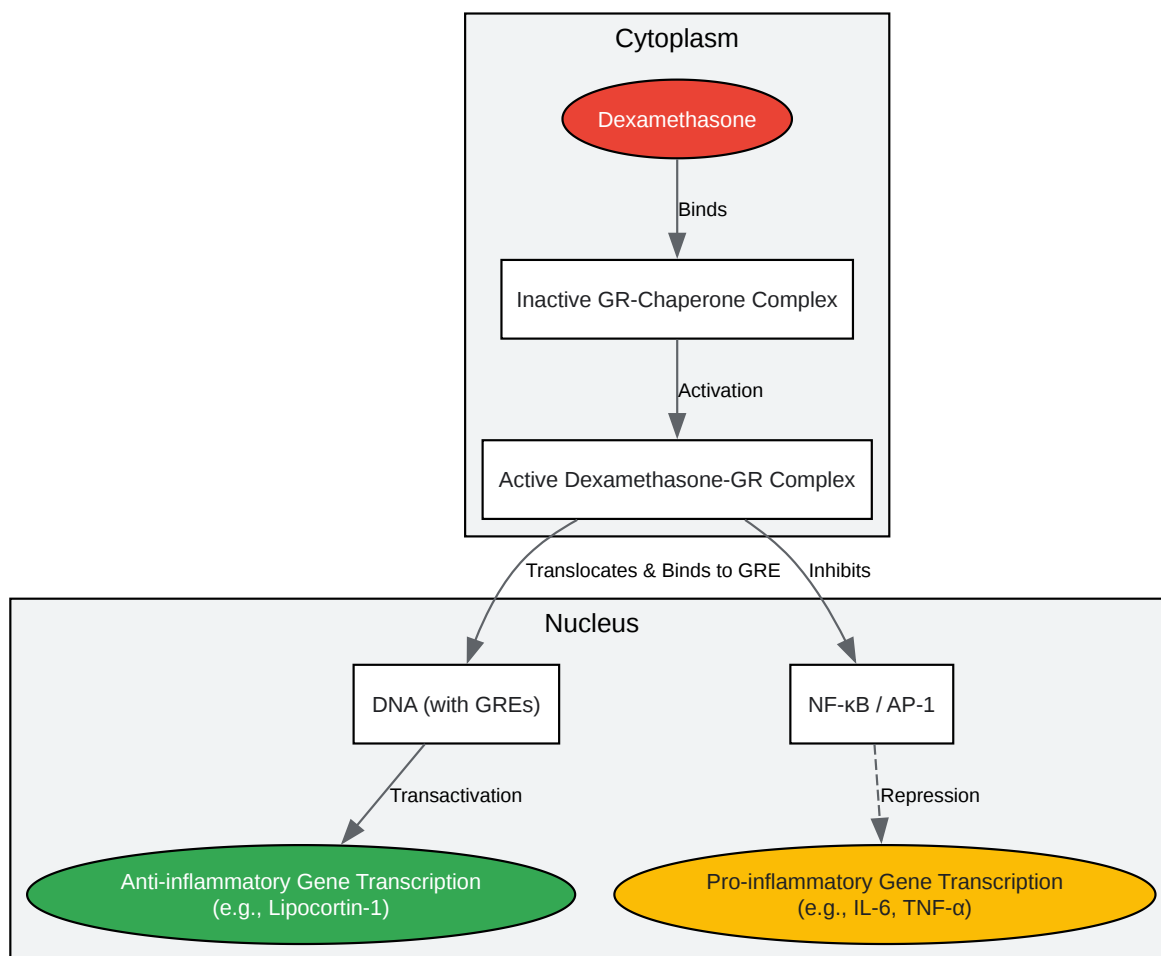 Cytoplasm
Dexamethasone
Binds
Inactive GR-Chaperone Complex
Activation
Active Dexamethasone-GR Complex
Translocates & Binds to GRE
Inhibits
Nucleus
DNA (with GREs)
NF-κB / AP-1
Transactivation
Repression
Anti-inflammatory Gene Transcription
(e.g., Lipocortin-1)
Pro-inflammatory Gene Transcription
(e.g., IL-6, TNF-α)